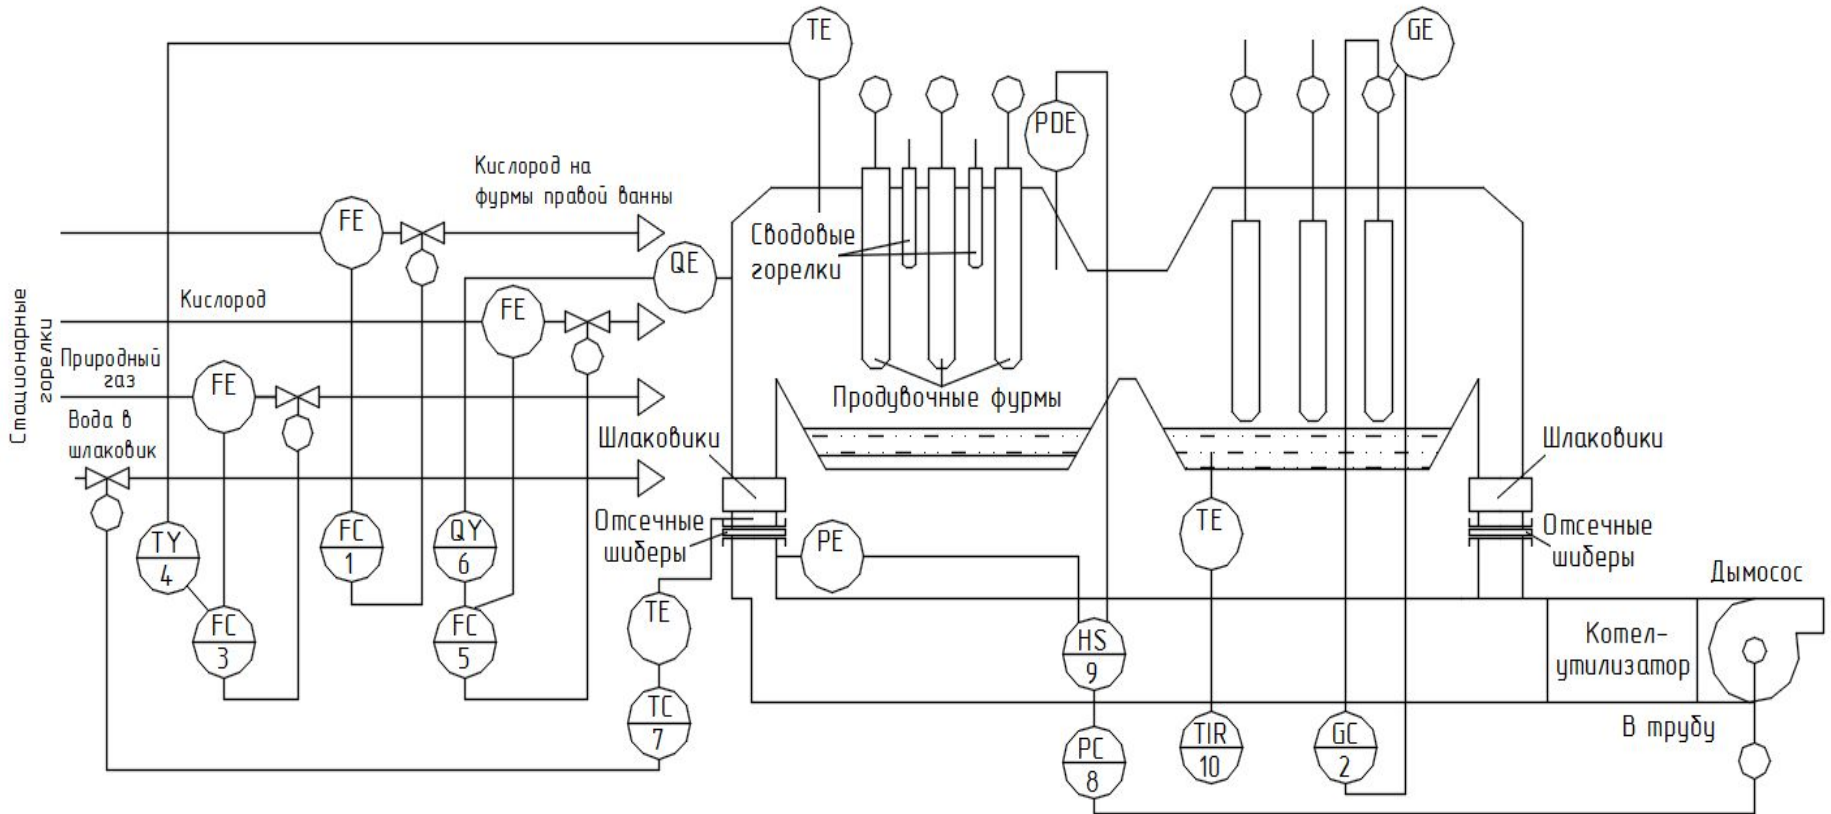 TE
GE
PDE
Кислород на
фурмы правой ванны
FE
QE
Сводовые
горелки
Кислород
FE
Стационарные
горелки
Природный
газ
FE
Продувочные фурмы
Вода в
шлаковик
Шлаковики
Шлаковики
Отсечные
шиберы
Отсечные
шиберы
TY
4
FC
1
QY
6
PE
TE
Дымосос
FC
3
FC
5
TE
HS
9
Котел-
утилизатор
TC
7
PC
8
TIR
10
GC
2
В трубу